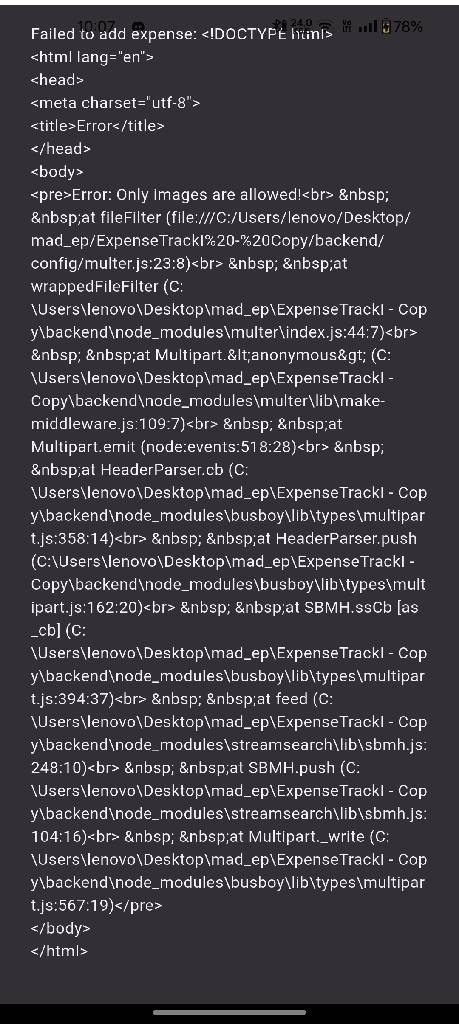 10:07 24.0 78%
Failed to add expense: <!DOCTYPE html>
<html lang="en">
<head>
<meta charset="utf-8">
<title>Error</title>
</head>
<body>
<pre>Error: Only images are allowed!<br> &nbsp;
&nbsp;at fileFilter (file:///C:/Users/lenovo/Desktop/
mad_ep/ExpenseTrackI%20-%20Copy/backend/
config/multer.js:23:8)<br> &nbsp; &nbsp;at
wrappedFileFilter (C:
\Users\lenovo\Desktop\mad_ep\ExpenseTrackI - Cop
y\backend\node_modules\multer\index.js:44:7)<br>
&nbsp; &nbsp;at Multipart.&lt;anonymous&gt; (C:
\Users\lenovo\Desktop\mad_ep\ExpenseTrackI -
Copy\backend\node_modules\multer\lib\make-
middleware.js:109:7)<br> &nbsp; &nbsp;at
Multipart.emit (node:events:518:28)<br> &nbsp;
&nbsp;at HeaderParser.cb (C:
\Users\lenovo\Desktop\mad_ep\ExpenseTrackI - Cop
y\backend\node_modules\busboy\lib\types\multipar
t.js:358:14)<br> &nbsp; &nbsp;at HeaderParser.push
(C:\Users\lenovo\Desktop\mad_ep\ExpenseTrackI -
Copy\backend\node_modules\busboy\lib\types\mult
ipart.js:162:20)<br> &nbsp; &nbsp;at SBMH.ssCb [as
_cb] (C:
\Users\lenovo\Desktop\mad_ep\ExpenseTrackI - Cop
y\backend\node_modules\busboy\lib\types\multipar
t.js:394:37)<br> &nbsp; &nbsp;at feed (C:
\Users\lenovo\Desktop\mad_ep\ExpenseTrackI - Cop
y\backend\node_modules\streamsearch\lib\sbmh.js:
248:10)<br> &nbsp; &nbsp;at SBMH.push (C:
\Users\lenovo\Desktop\mad_ep\ExpenseTrackI - Cop
y\backend\node_modules\streamsearch\lib\sbmh.js:
104:16)<br> &nbsp; &nbsp;at Multipart._write (C:
\Users\lenovo\Desktop\mad_ep\ExpenseTrackI - Cop
y\backend\node_modules\busboy\lib\types\multipar
t.js:567:19)</pre>
</body>
</html>